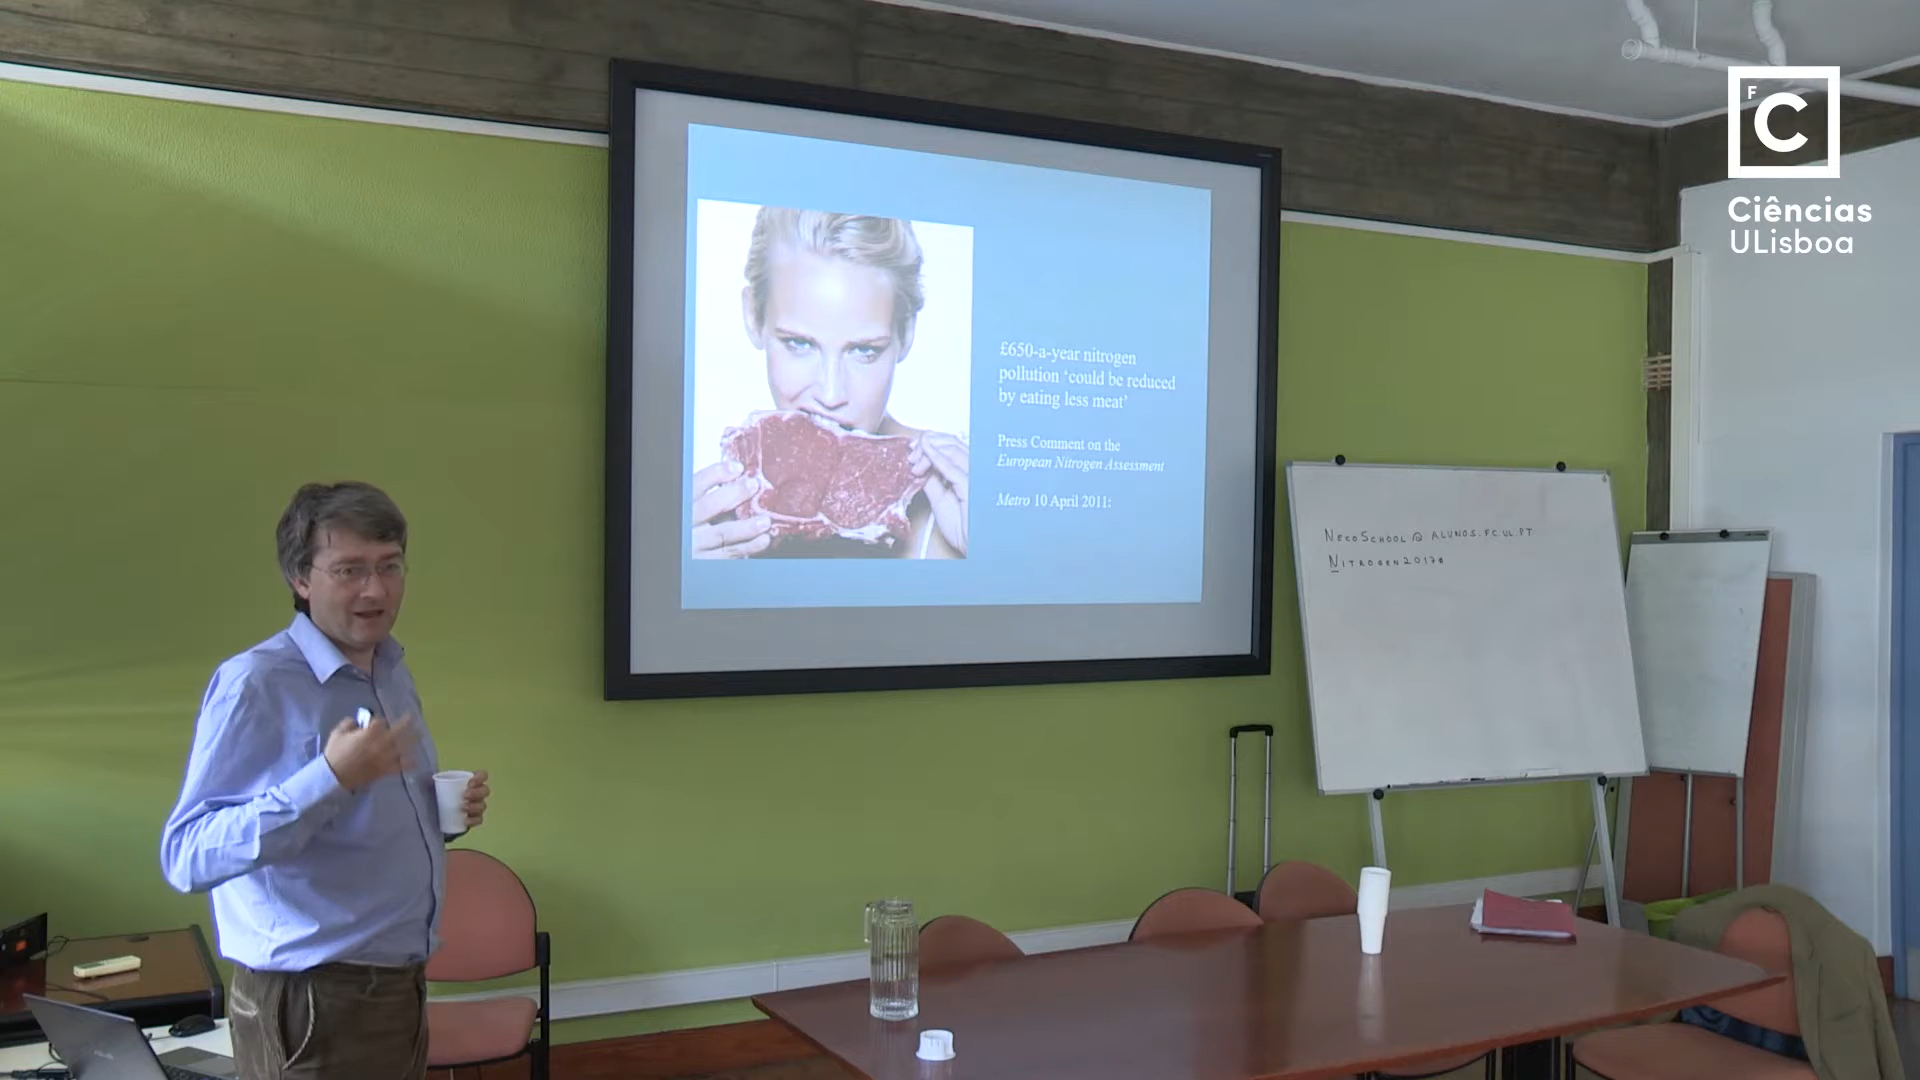 F
C
Ciências
ULisboa
£650-a-year nitrogen
pollution ‘could be reduced
by eating less meat’
Press Comment on the
European Nitrogen Assessment
Metro 10 April 2011:
NECOSCHOOL@ALUNOS.FC.UL.PT